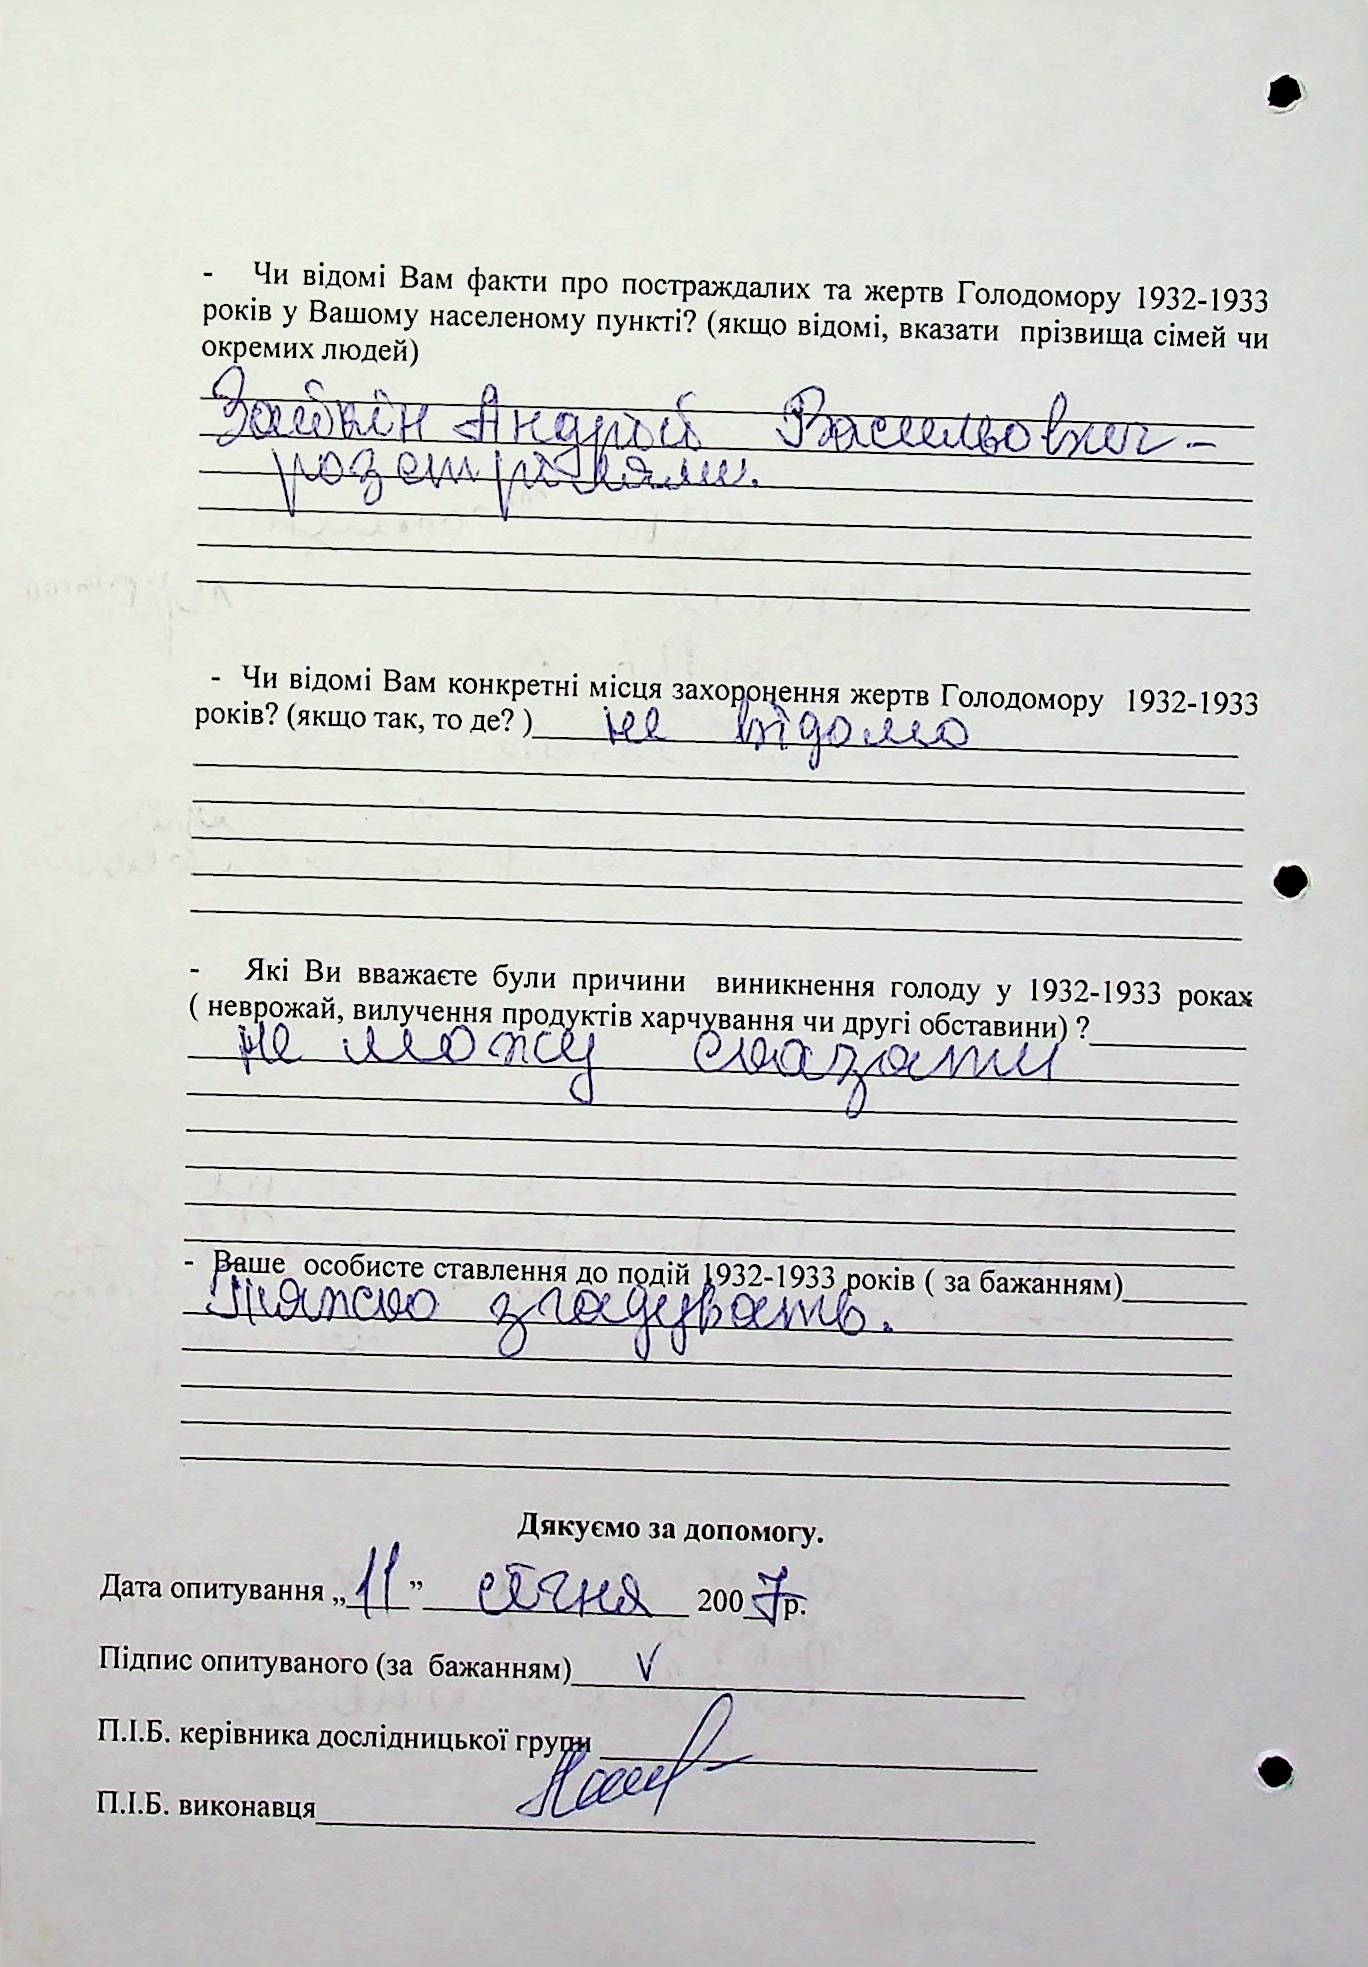 - Чи відомі Вам факти про постраждалих та жертв Голодомору 1932-1933
років у Вашому населеному пункті? (якщо відомі, вказати прізвища сімей чи
окремих людей)
Заікін Андрій Васильович -
розстріляли.
- Чи відомі Вам конкретні місця захоронення жертв Голодомору 1932-1933
років? (якщо так, то де? ) не відомо
- Які Ви вважаєте були причини виникнення голоду у 1932-1933 роках
( неврожай, вилучення продуктів харчування чи другі обставини) ?
не можу сказати
- Ваше особисте ставлення до подій 1932-1933 років ( за бажанням)
Тяжко згадувать.
Дякуємо за допомогу.
Дата опитування „11” січня 2007р.
Підпис опитуваного (за бажанням) V
П.І.Б. керівника дослідницької групи
П.І.Б. виконавця